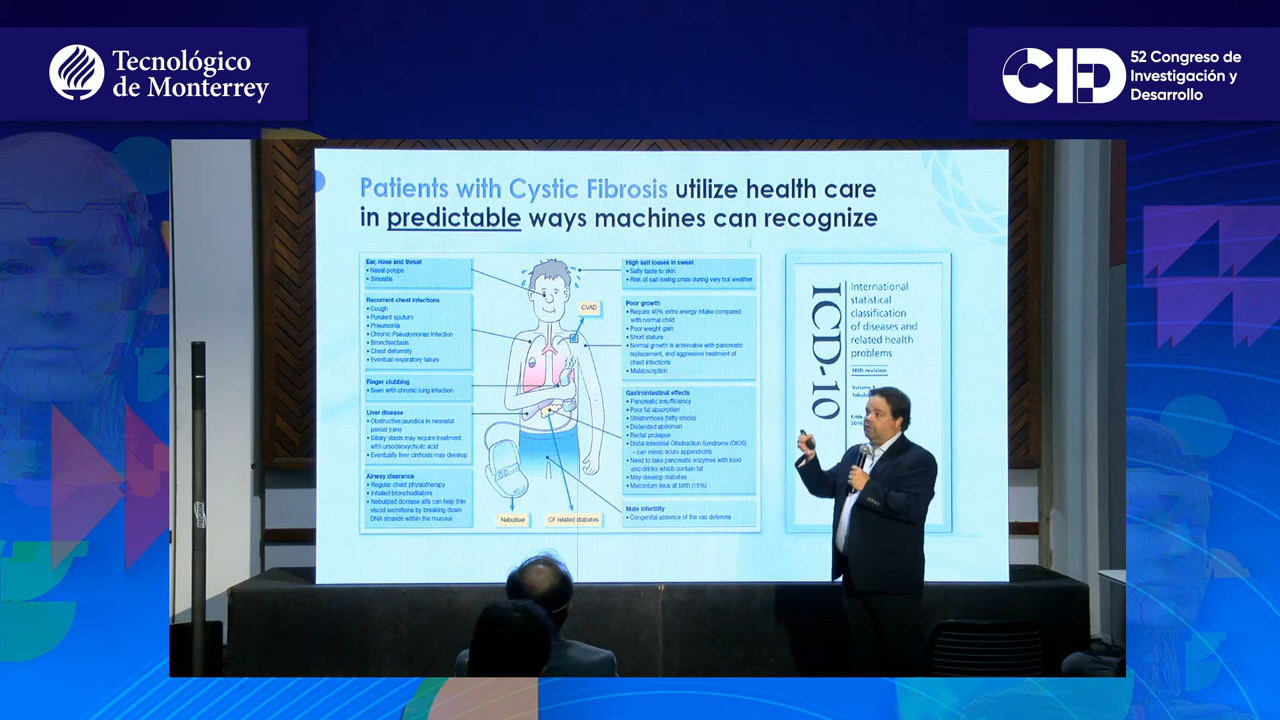 Tecnológico
de Monterrey
CID
52 Congreso de
Investigación y
Desarrollo
Patients with Cystic Fibrosis utilize health care
in predictable ways machines can recognize
Ear, nose and throat
• Nasal polyps
• Sinusitis
Recurrent chest infections
• Cough
• Purulent sputum
• Pneumonia
• Chronic Pseudomonas infection
• Bronchiectasis
• Chest deformity
• Eventual respiratory failure
Finger clubbing
• Seen with chronic lung infection
Liver disease
• Obstructive jaundice in neonatal
period (rare)
• Biliary stasis may require treatment
with ursodeoxycholic acid
• Eventually liver cirrhosis may develop
Airway clearance
• Regular chest physiotherapy
• Inhaled bronchodilators
• Nebulized dornase alfa can help thin
viscid secretions by breaking down
DNA strands within the mucous
CVAD
Nebuliser
CF related diabetes
High salt losses in sweat
• Salty taste to skin
• Risk of salt-losing crisis during very hot weather
Poor growth
• Require 40% extra energy intake compared
with normal child
• Poor weight gain
• Short stature
• Normal growth is achievable with pancreatic
replacement, and aggressive treatment of
chest infections
• Malabsorption
Gastrointestinal effects
• Pancreatic insufficiency
• Poor fat absorption
• Steatorrhoea (fatty stools)
• Distended abdomen
• Rectal prolapse
• Distal Intestinal Obstruction Syndrome (DIOS)
– can mimic acute appendicitis
• Need to take pancreatic enzymes with food
and drinks which contain fat
• May develop diabetes
• Meconium ileus at birth (15%)
Male infertility
• Congenital absence of the vas deferens
ICD-10
International
statistical
classification
of diseases and
related health
problems
10th revision
Volume